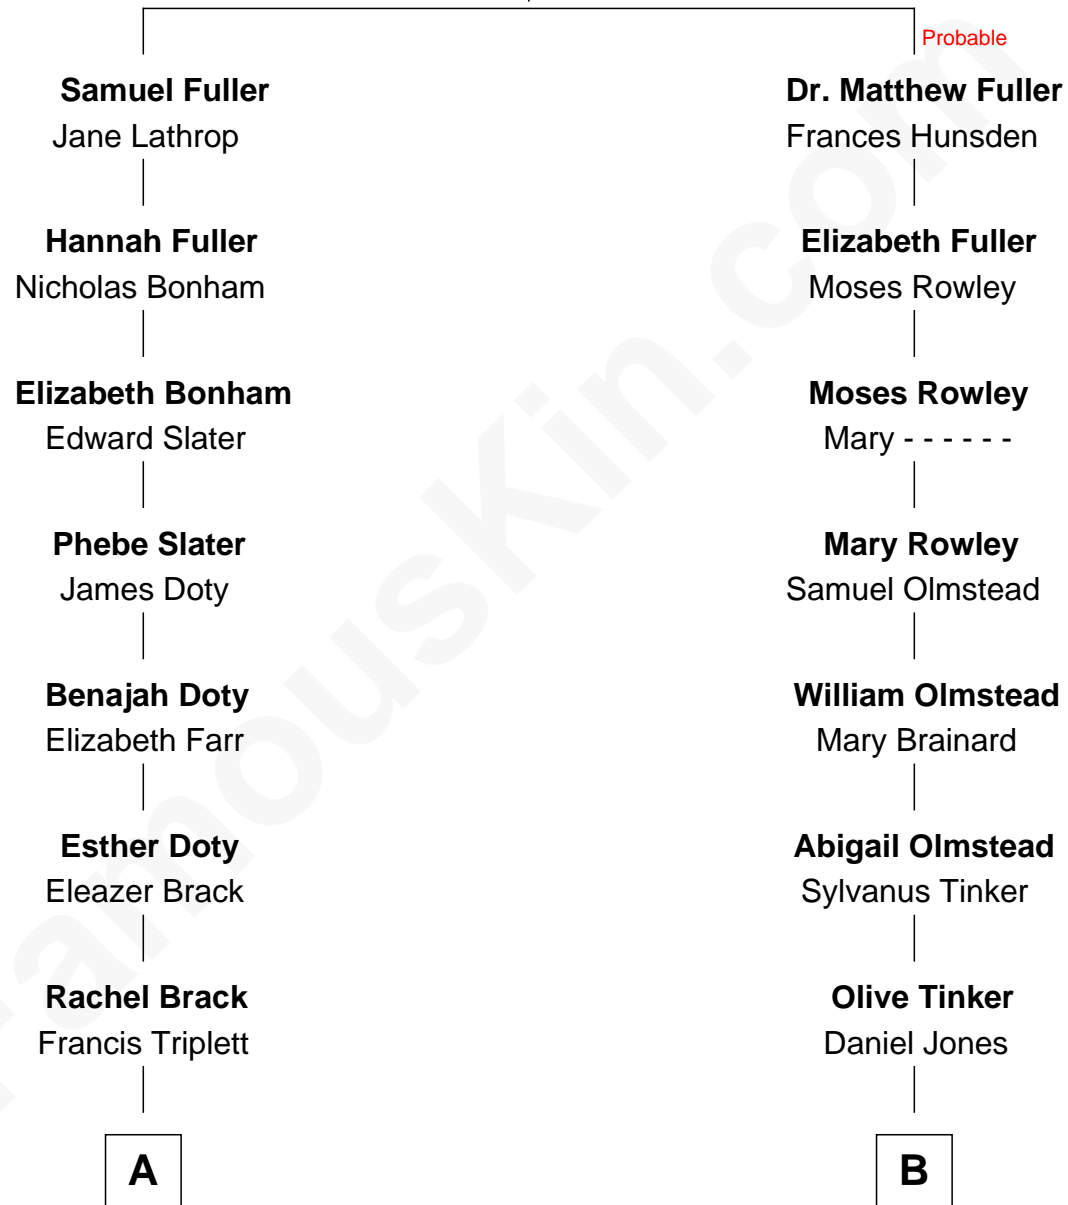 Probable
Samuel Fuller
Jane Lathrop
Dr. Matthew Fuller
Frances Hunsden
Hannah Fuller
Nicholas Bonham
Elizabeth Fuller
Moses Rowley
Elizabeth Bonham
Edward Slater
Moses Rowley
Mary - - - - - -
Phebe Slater
James Doty
Mary Rowley
Samuel Olmstead
Benajah Doty
Elizabeth Farr
William Olmstead
Mary Brainard
Esther Doty
Eleazer Brack
Abigail Olmstead
Sylvanus Tinker
Rachel Brack
Francis Triplett
Olive Tinker
Daniel Jones
A
B
FamousKin.com